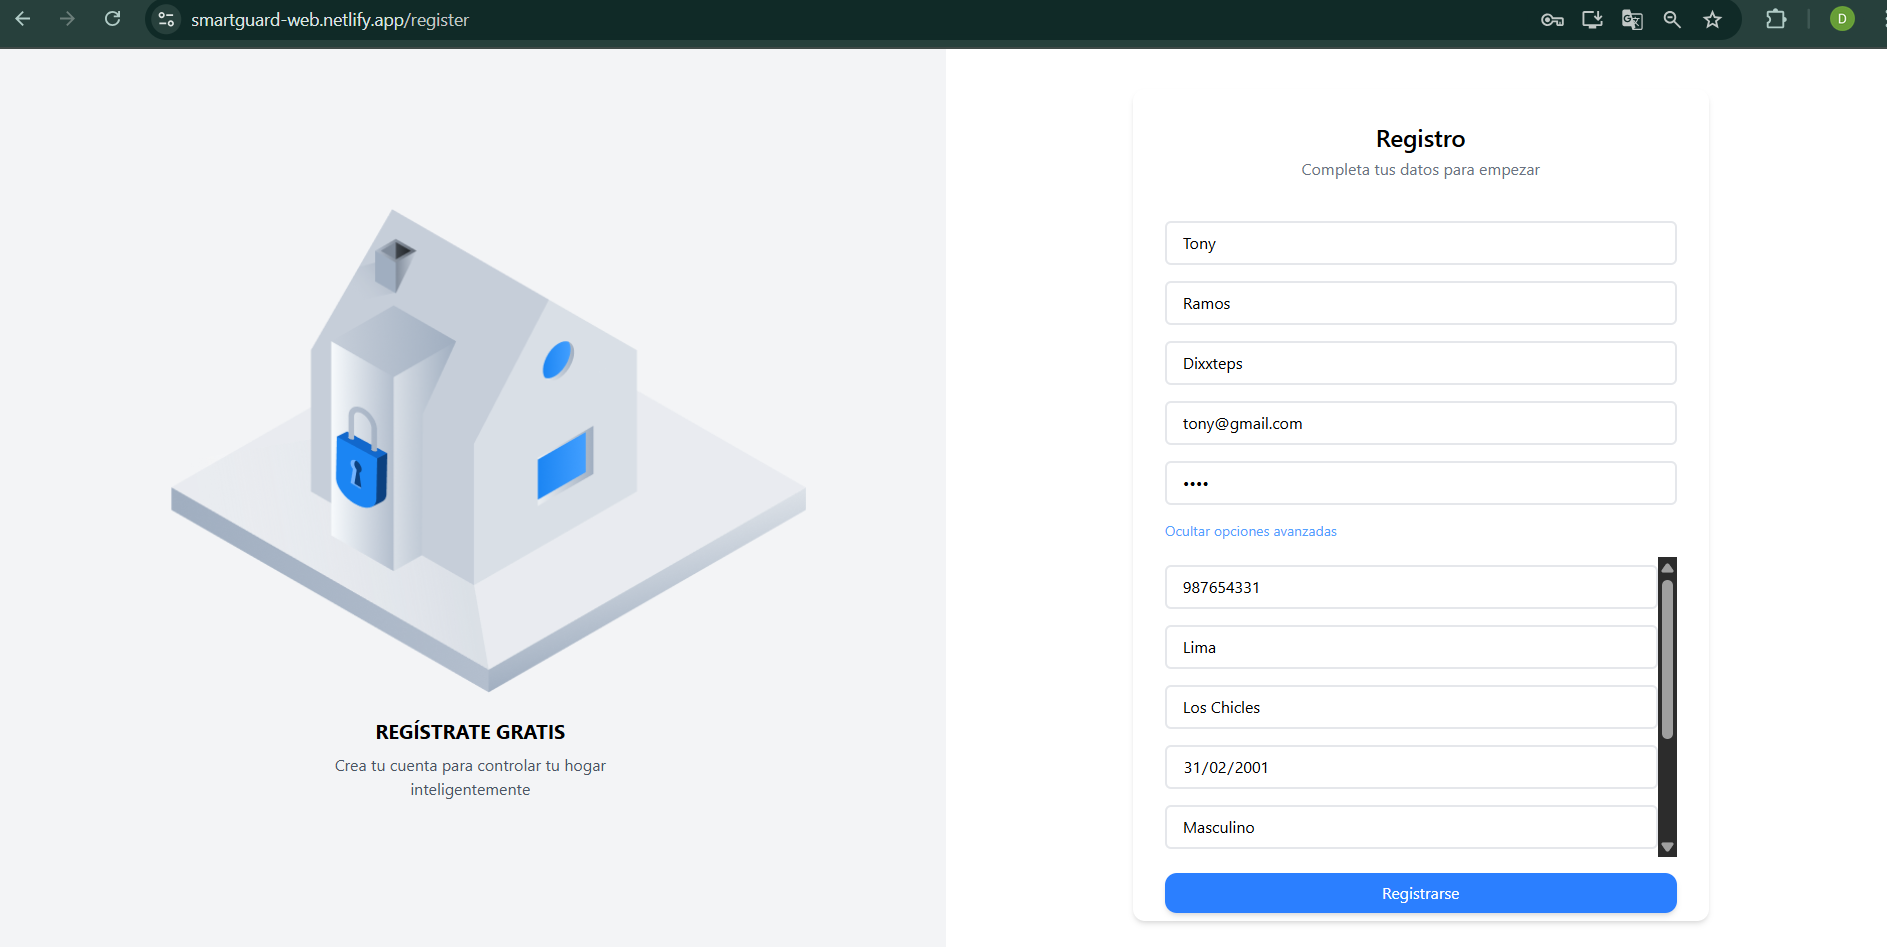 smartguard-web.netlify.app/register
D
Registro
Completa tus datos para empezar
Tony
Ramos
Dixxteps
tony@gmail.com
••••
Ocultar opciones avanzadas
987654331
Lima
Los Chicles
31/02/2001
Masculino
Registrarse
REGÍSTRATE GRATIS
Crea tu cuenta para controlar tu hogar
inteligentemente